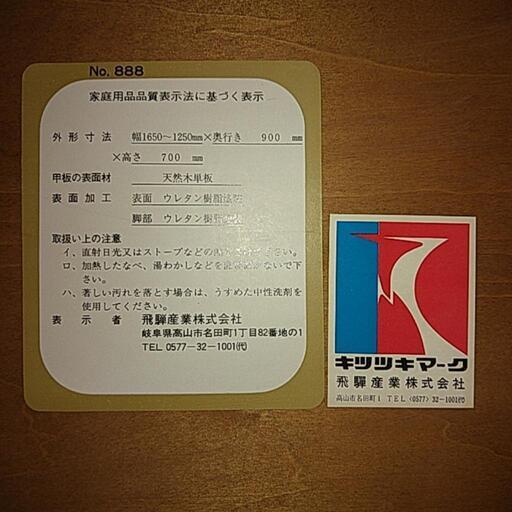 No. 888
家庭用品品質表示法に基づく表示
外形寸法 幅1650～1250mm×奥行き 900 mm
×高さ 700 mm
甲板の表面材 天然木単板
表面加工 表面 ウレタン樹脂
脚部 ウレタン樹
取扱い上の注意
イ、直射日光又はストーブなどの さい。
ロ、加熱したなべ、湯わかしなどを ないで下
さい。
ハ、著しい汚れを落とす場合は、うすめた中性洗剤を
使用してください。
表示者 飛騨産業株式会社
岐阜県高山市名田町1丁目82番地の1
TEL 0577-32-1001㈹
キツツキマーク
飛騨産業株式会社
高山市名田町1 TEL〈0577〉32-1001㈹